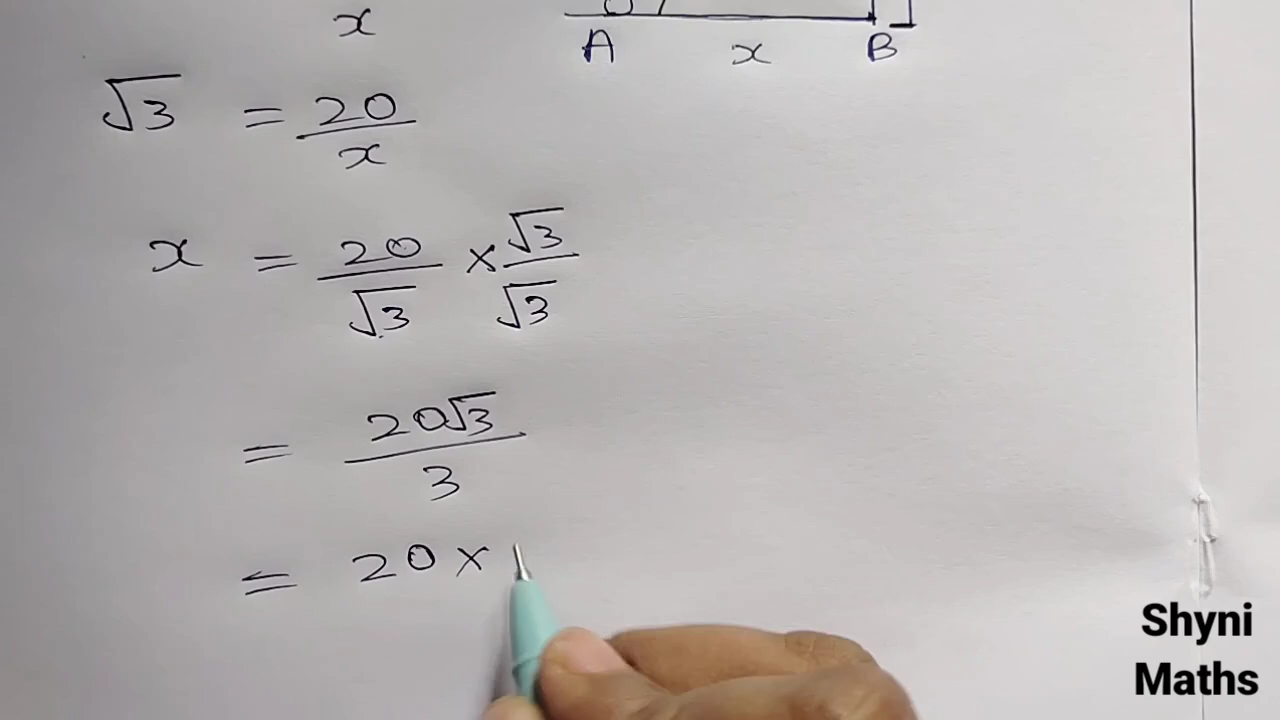 x
A x B
√3 = 20/x
x = 20/√3 × √3/√3
= 20√3/3
= 20 ×
Shyni
Maths